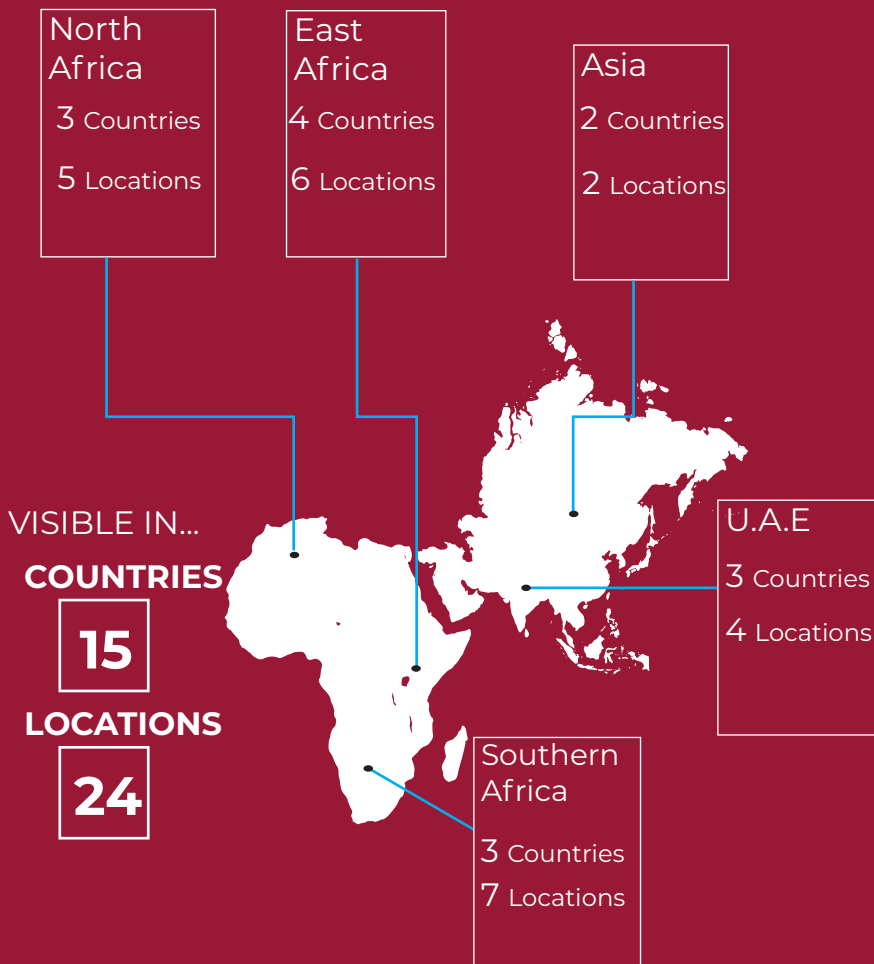 North
Africa
3 Countries
5 Locations
East
Africa
4 Countries
6 Locations
Asia
2 Countries
2 Locations
VISIBLE IN...
COUNTRIES
15
LOCATIONS
24
U.A.E
3 Countries
4 Locations
Southern
Africa
3 Countries
7 Locations